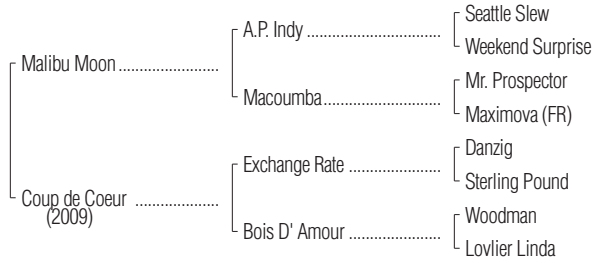 Seattle Slew
A.P. Indy
Weekend Surprise
Malibu Moon
Mr. Prospector
Macoumba
Maximova (FR)
Danzig
Exchange Rate
Sterling Pound
Coup de Coeur
(2009)
Woodman
Bois D' Amour
Lovlier Linda